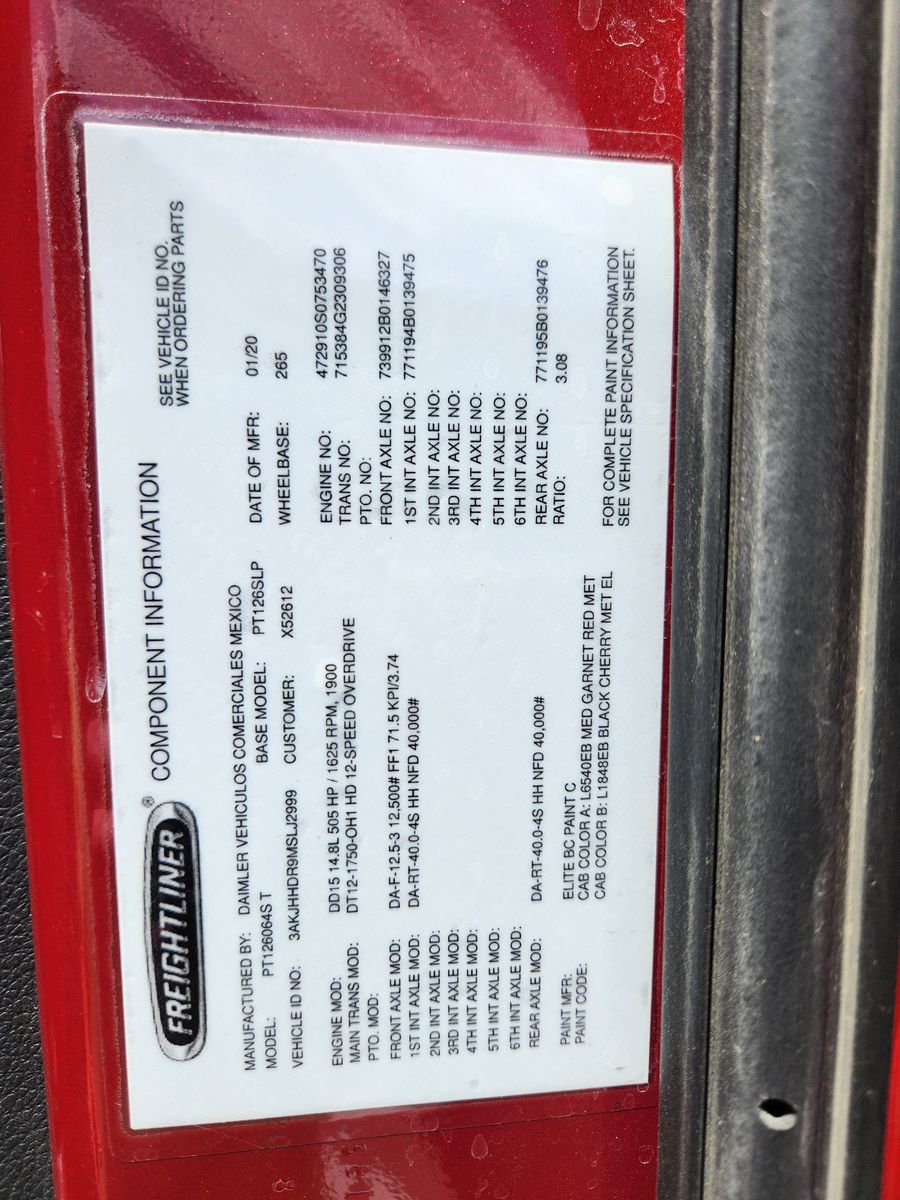 FREIGHTLINER® COMPONENT INFORMATION
SEE VEHICLE ID NO.
WHEN ORDERING PARTS
MANUFACTURED BY: DAIMLER VEHICULOS COMERCIALES MEXICO
MODEL: PT126064S T BASE MODEL: PT126SLP DATE OF MFR: 01/20
VEHICLE ID NO: 3AKJHHDR9MSLJ2999 CUSTOMER: X52612 WHEELBASE: 265
ENGINE MOD: DD15 14.8L 505 HP / 1625 RPM, 1900 ENGINE NO: 472910S0753470
MAIN TRANS MOD: DT12-1750-OH1 HD 12-SPEED OVERDRIVE TRANS NO: 715384G2309306
PTO. MOD: PTO. NO:
FRONT AXLE MOD: DA-F-12.5-3 12,500# FF1 71.5 KPI/3.74 FRONT AXLE NO: 739912B0146327
1ST INT AXLE MOD: DA-RT-40.0-4S HH NFD 40,000# 1ST INT AXLE NO: 771194B0139475
2ND INT AXLE MOD: 2ND INT AXLE NO:
3RD INT AXLE MOD: 3RD INT AXLE NO:
4TH INT AXLE MOD: 4TH INT AXLE NO:
5TH INT AXLE MOD: 5TH INT AXLE NO:
6TH INT AXLE MOD: 6TH INT AXLE NO:
REAR AXLE MOD: DA-RT-40.0-4S HH NFD 40,000# REAR AXLE NO: 771195B0139476
RATIO: 3.08
PAINT MFR: ELITE BC PAINT C
PAINT CODE: CAB COLOR A: L6540EB MED GARNET RED MET
CAB COLOR B: L1848EB BLACK CHERRY MET EL
FOR COMPLETE PAINT INFORMATION
SEE VEHICLE SPECIFICATION SHEET.